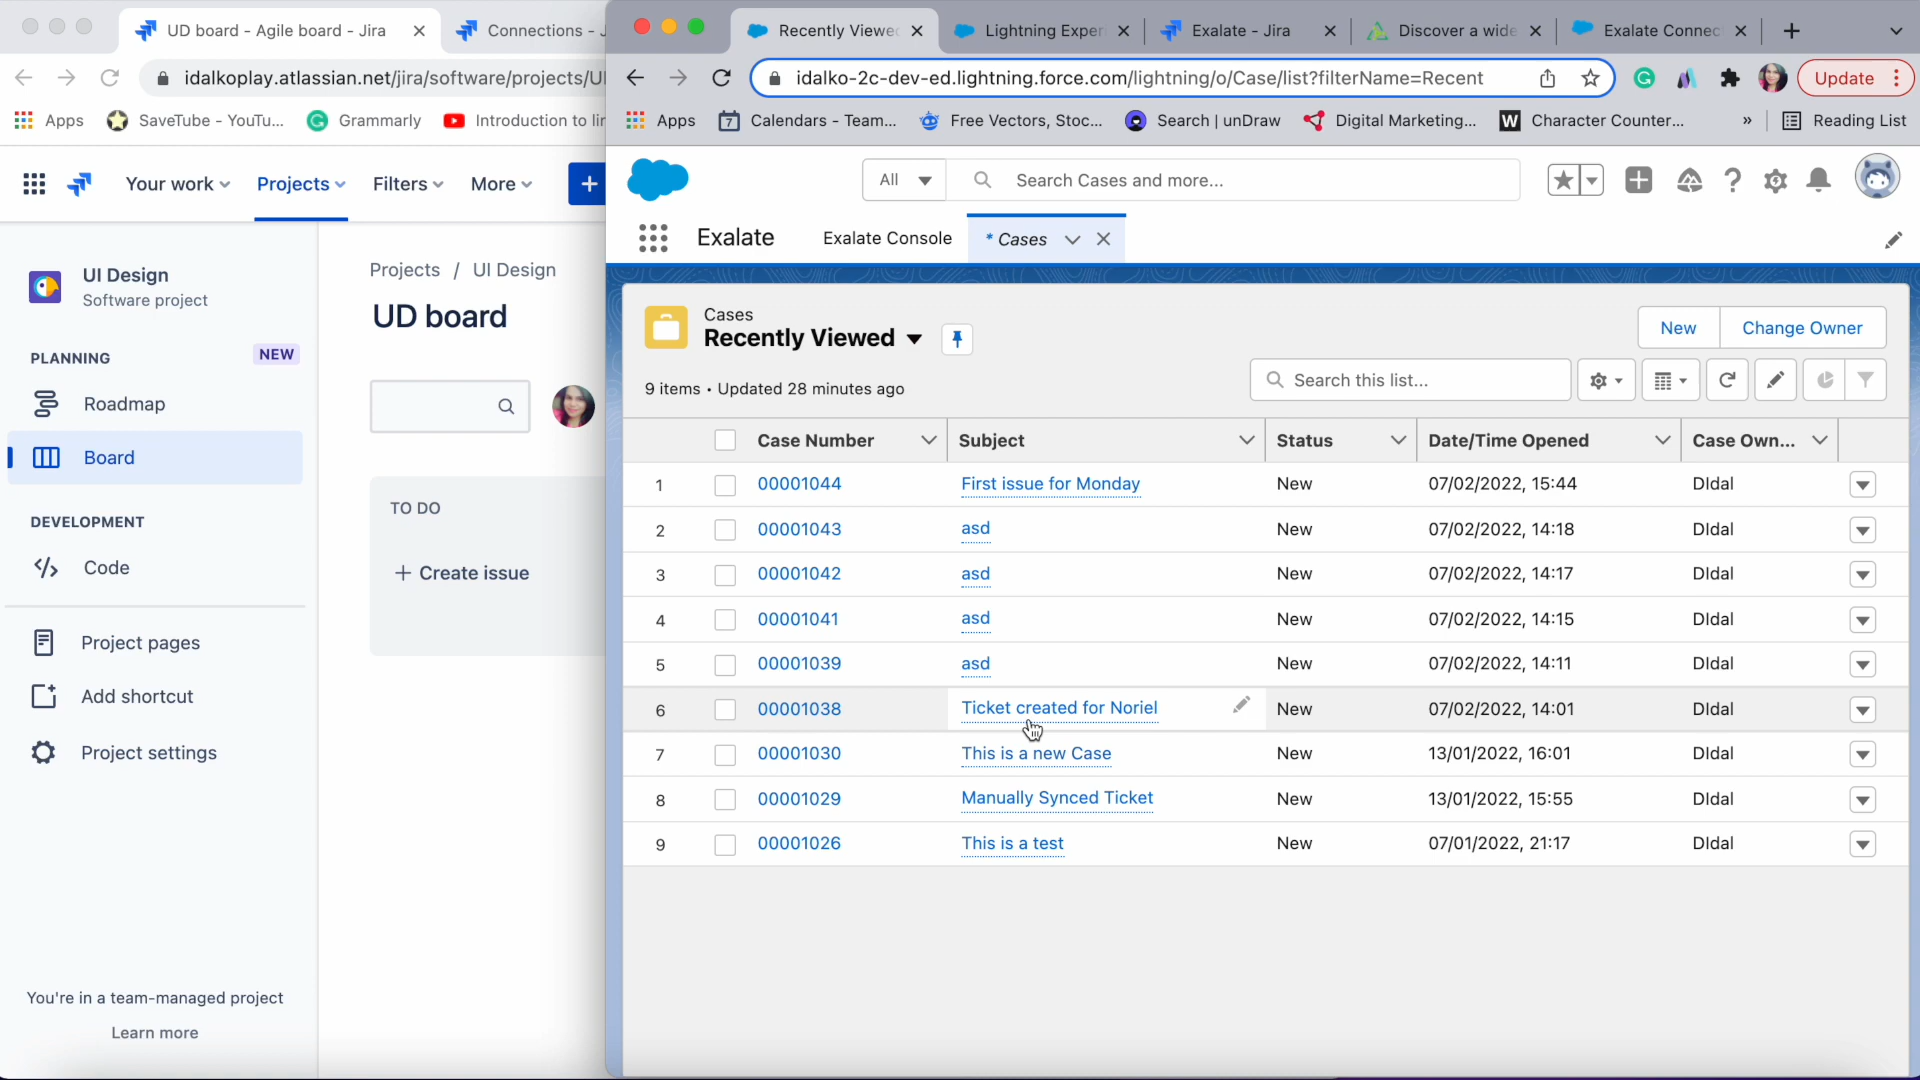 UD board - Agile board - Jira
Connections - J
idalkoplay.atlassian.net/jira/software/projects/UI
Apps
SaveTube - YouTu...
Grammarly
Introduction to lin
Your work
Projects
Filters
More
UI Design
Software project
PLANNING
NEW
Roadmap
Board
DEVELOPMENT
Code
Project pages
Add shortcut
Project settings
You're in a team-managed project
Learn more
Projects / UI Design
UD board
TO DO
+ Create issue
Recently Viewed
Lightning Exper
Exalate - Jira
Discover a wide
Exalate Connec
idalko-2c-dev-ed.lightning.force.com/lightning/o/Case/list?filterName=Recent
Update
Apps
7
Calendars - Team...
Free Vectors, Stoc...
Search | unDraw
Digital Marketing...
W
Character Counter...
»
Reading List
All
Search Cases and more...
Exalate
Exalate Console
* Cases
Cases
Recently Viewed
New
Change Owner
9 items • Updated 28 minutes ago
Search this list...
Case Number Subject Status Date/Time Opened Case Own...
1 00001044 First issue for Monday New 07/02/2022, 15:44 DIdal
2 00001043 asd New 07/02/2022, 14:18 DIdal
3 00001042 asd New 07/02/2022, 14:17 DIdal
4 00001041 asd New 07/02/2022, 14:15 DIdal
5 00001039 asd New 07/02/2022, 14:11 DIdal
6 00001038 Ticket created for Noriel New 07/02/2022, 14:01 DIdal
7 00001030 This is a new Case New 13/01/2022, 16:01 DIdal
8 00001029 Manually Synced Ticket New 13/01/2022, 15:55 DIdal
9 00001026 This is a test New 07/01/2022, 21:17 DIdal